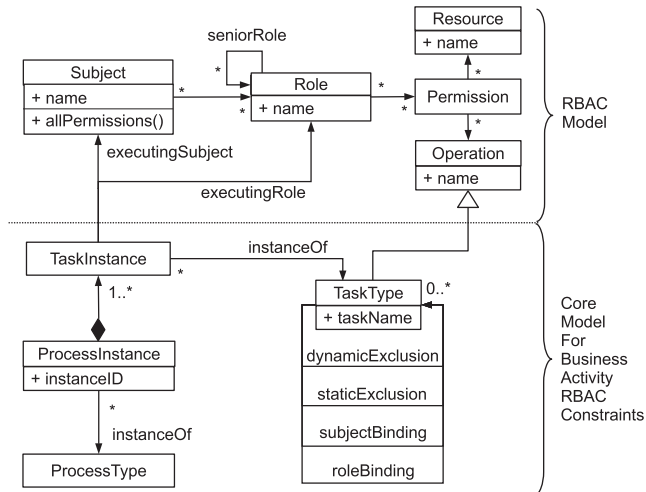 Resource
+ name
seniorRole
*
Subject
+ name
+ allPermissions()
*
*
Role
+ name
*
*
Permission
*
*
RBAC
Model
Operation
+ name
executingSubject
executingRole
TaskInstance
*
instanceOf
1..*
TaskType
+ taskName
0..*
ProcessInstance
+ instanceID
*
instanceOf
ProcessType
dynamicExclusion
staticExclusion
subjectBinding
roleBinding
Core
Model
For
Business
Activity
RBAC
Constraints